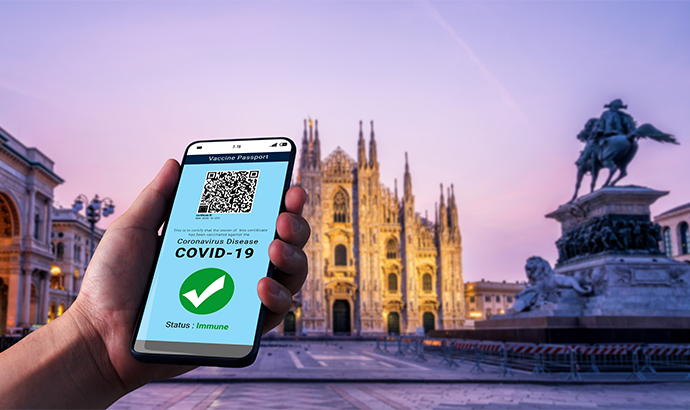 7:19
Vaccine Passport
This is to certify that the owner of this certificate
has been vaccinated against the
Coronavirus Disease
COVID-19
Status : Immune